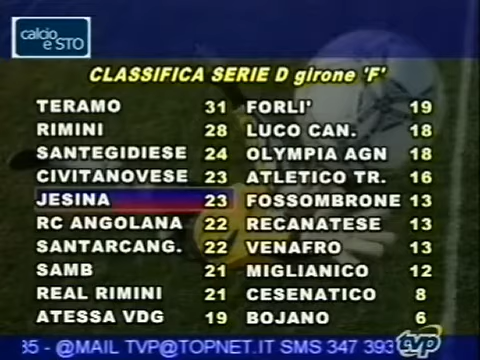 calcio
e STO
CLASSIFICA SERIE D girone 'F'
TERAMO 31 FORLI' 19
RIMINI 28 LUCO CAN. 18
SANTEGIDIESE 24 OLYMPIA AGN 18
CIVITANOVESE 23 ATLETICO TR. 16
JESINA 23 FOSSOMBRONE 13
RC ANGOLANA 22 RECANATESE 13
SANTARCANG. 22 VENAFRO 13
SAMB 21 MIGLIANICO 12
REAL RIMINI 21 CESENATICO 8
ATESSA VDG 19 BOJANO 6
35 - @MAIL TVP@TOPNET.IT SMS 347 393
tvp